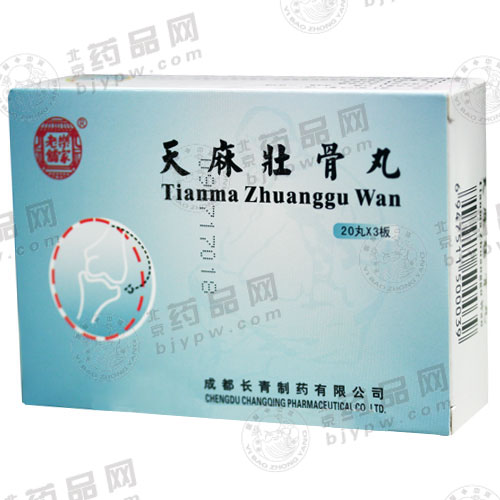 天麻壮骨丸
Tianma Zhuanggu Wan
20丸X3板
成都长青制药有限公司
CHENGDU CHANGQING PHARMACEUTICAL CO.,LTD.
北京药品网
bjypw.com